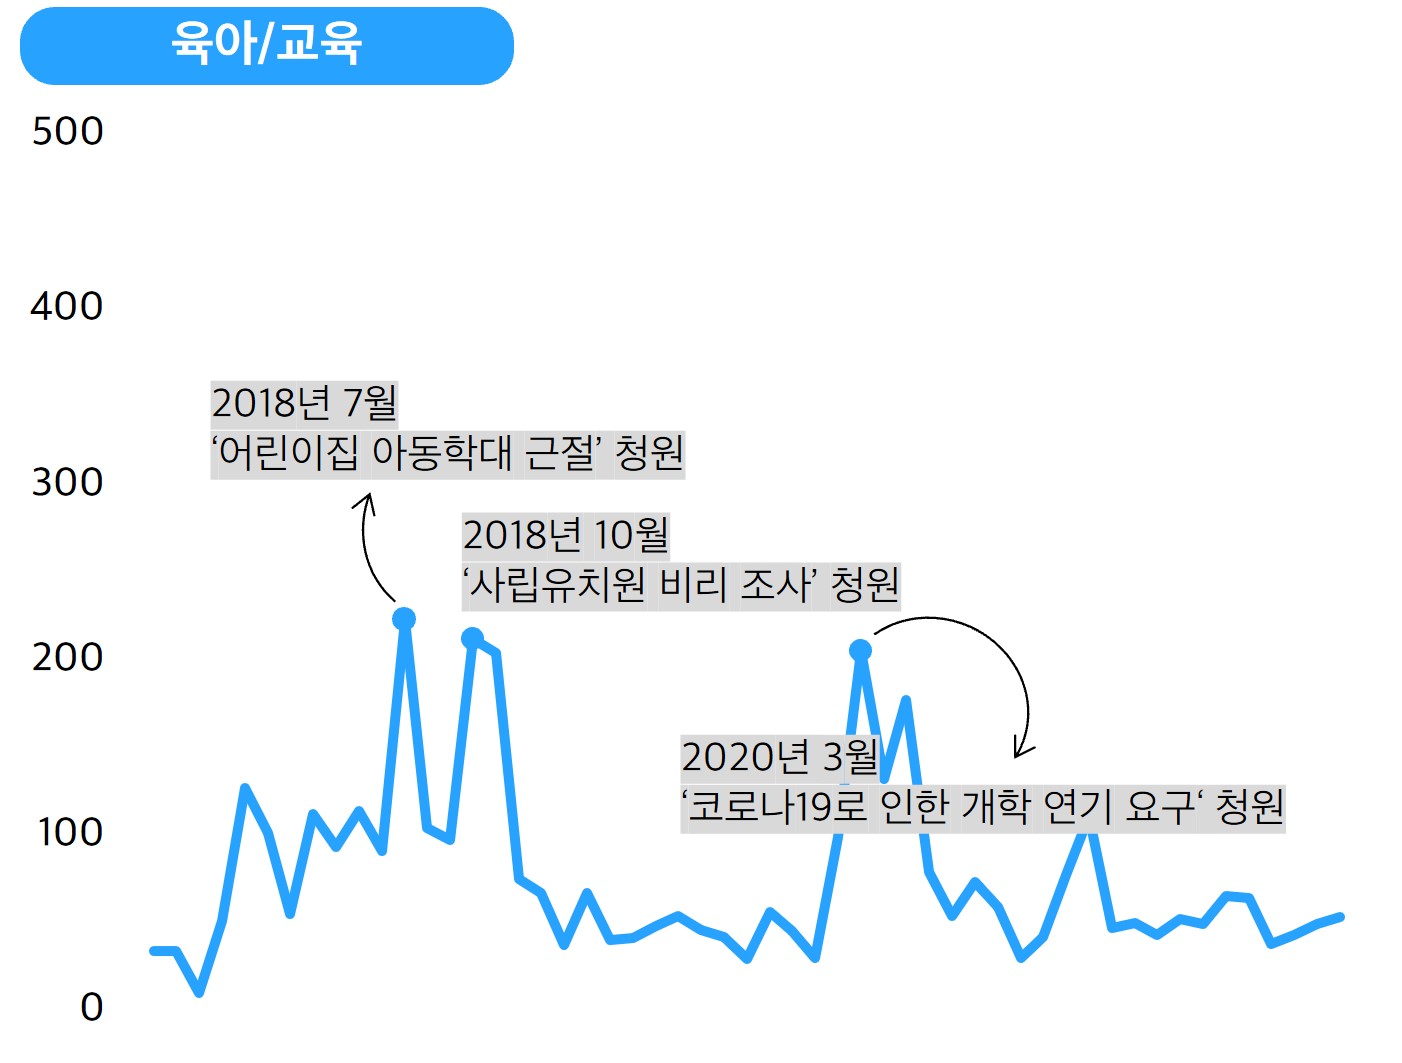 육아/교육
500
400
2018년 7월
‘어린이집 아동학대 근절’ 청원
300
2018년 10월
‘사립유치원 비리 조사’ 청원
200
2020년 3월
‘코로나19로 인한 개학 연기 요구‘ 청원
100
0